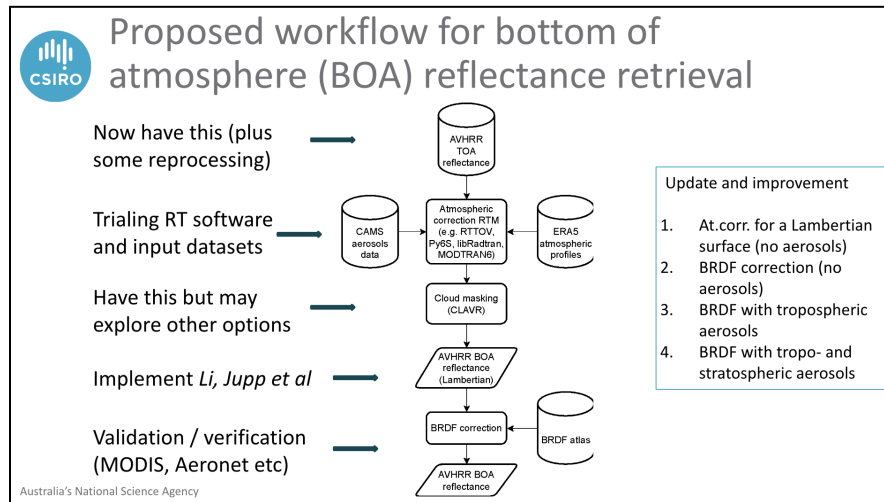 CSIRO
Proposed workflow for bottom of
atmosphere (BOA) reflectance retrieval
Now have this (plus
some reprocessing)
AVHRR
TOA
reflectance
Trialing RT software
and input datasets
CAMS
aerosols
data
Atmospheric
correction RTM
(e.g. RTTOV,
Py6S, libRadtran,
MODTRAN6)
ERA5
atmospheric
profiles
Have this but may
explore other options
Cloud masking
(CLAVR)
Implement Li, Jupp et al
AVHRR BOA
reflectance
(Lambertian)
Validation / verification
(MODIS, Aeronet etc)
BRDF correction
BRDF atlas
AVHRR BOA
reflectance
Update and improvement
1. At.corr. for a Lambertian
surface (no aerosols)
2. BRDF correction (no
aerosols)
3. BRDF with tropospheric
aerosols
4. BRDF with tropo- and
stratospheric aerosols
Australia's National Science Agency